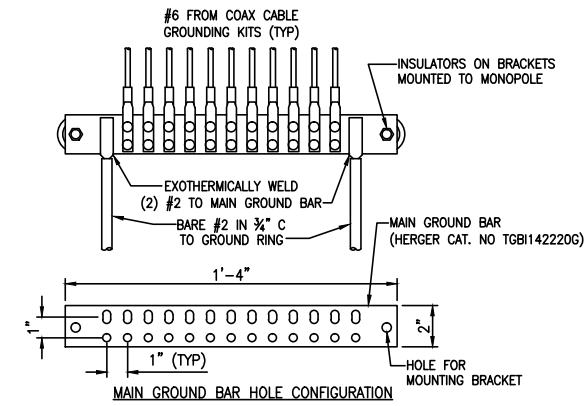 #6 FROM COAX CABLE
GROUNDING KITS (TYP)
INSULATORS ON BRACKETS
MOUNTED TO MONOPOLE
EXOTHERMICALLY WELD
(2) #2 TO MAIN GROUND BAR
BARE #2 IN ¾" C
TO GROUND RING
MAIN GROUND BAR
(HERGER CAT. NO TGBI142220G)
1'-4"
1"
2"
1" (TYP)
HOLE FOR
MOUNTING BRACKET
MAIN GROUND BAR HOLE CONFIGURATION